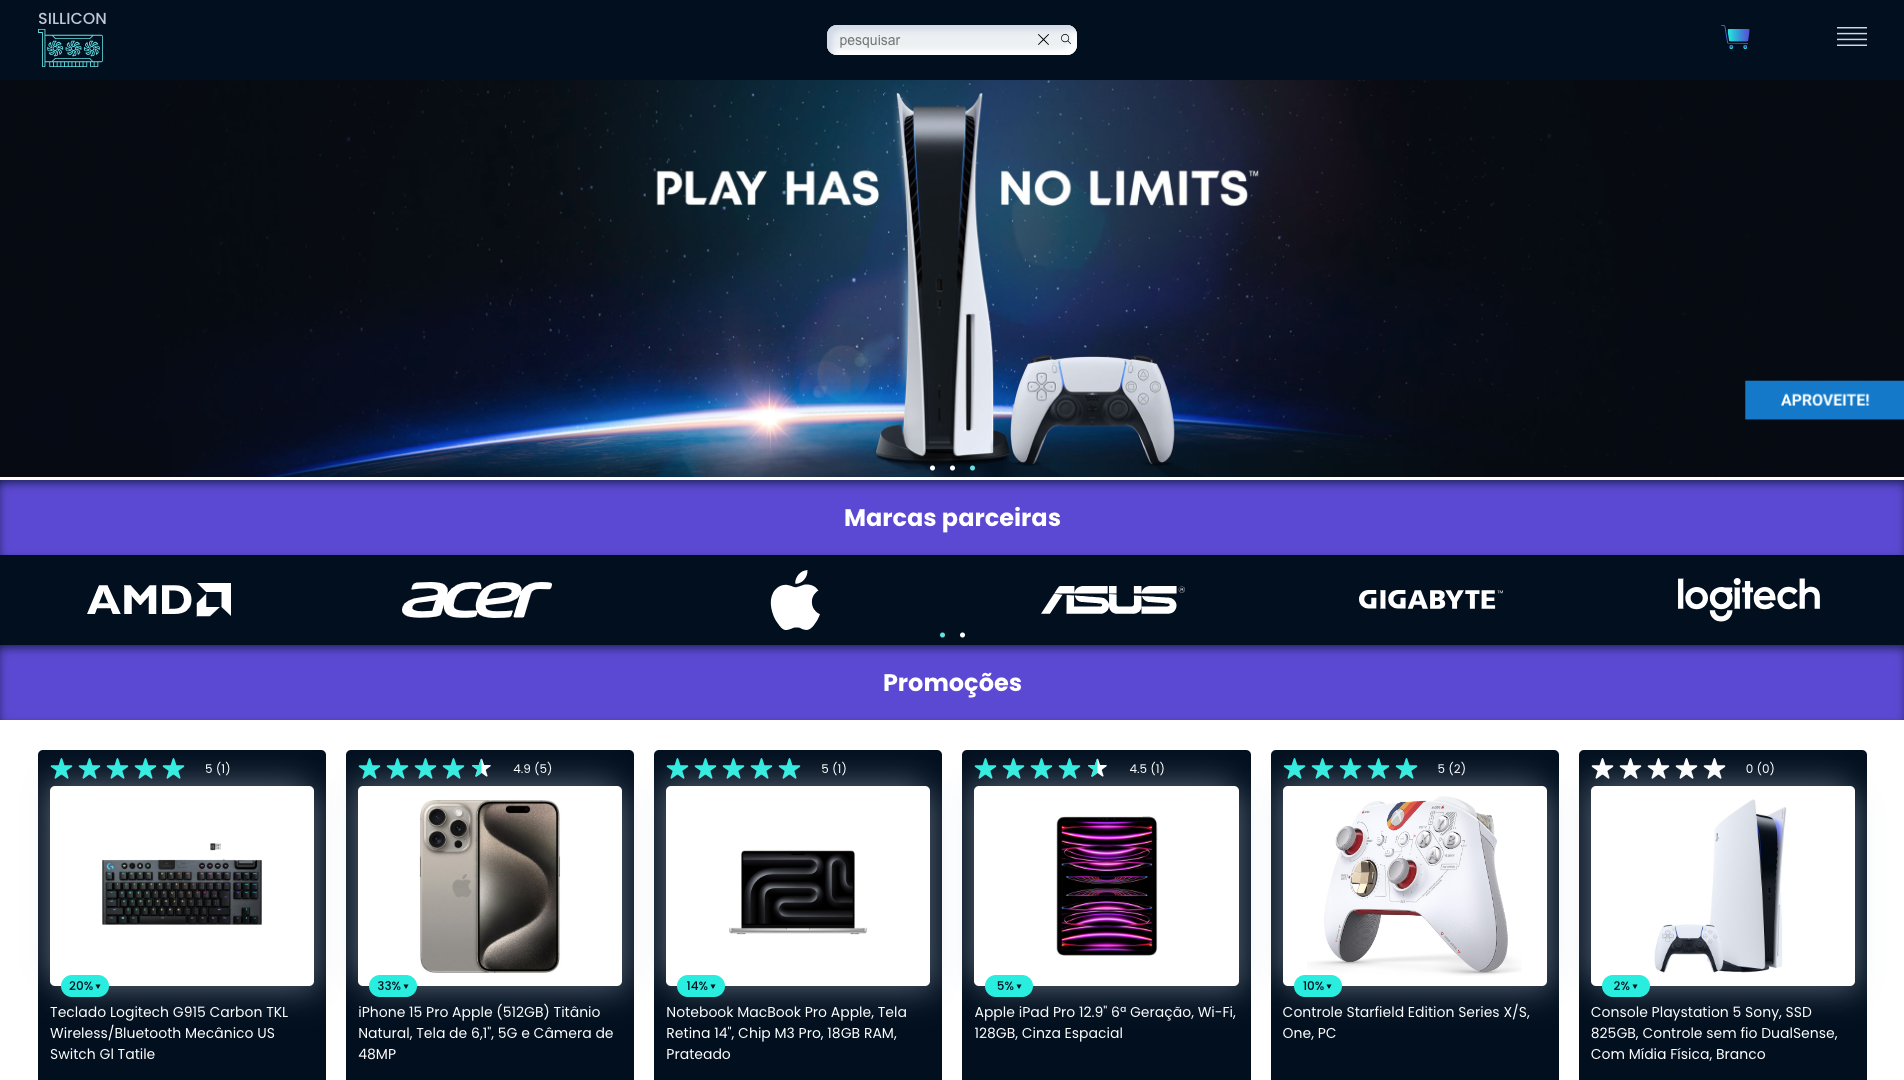 SILLICON
pesquisar
PLAY HAS NO LIMITS™
APROVEITE!
Marcas parceiras
AMD
acer
ASUS®
GIGABYTE™
logitech
Promoções
5 (1)
20% ▾
Teclado Logitech G915 Carbon TKL
Wireless/Bluetooth Mecânico US
Switch Gl Tatile
4.9 (5)
33% ▾
iPhone 15 Pro Apple (512GB) Titânio
Natural, Tela de 6,1", 5G e Câmera de
48MP
5 (1)
14% ▾
Notebook MacBook Pro Apple, Tela
Retina 14", Chip M3 Pro, 18GB RAM,
Prateado
4.5 (1)
5% ▾
Apple iPad Pro 12.9" 6ª Geração, Wi-Fi,
128GB, Cinza Espacial
5 (2)
10% ▾
Controle Starfield Edition Series X/S,
One, PC
0 (0)
2% ▾
Console Playstation 5 Sony, SSD
825GB, Controle sem fio DualSense,
Com Mídia Física, Branco